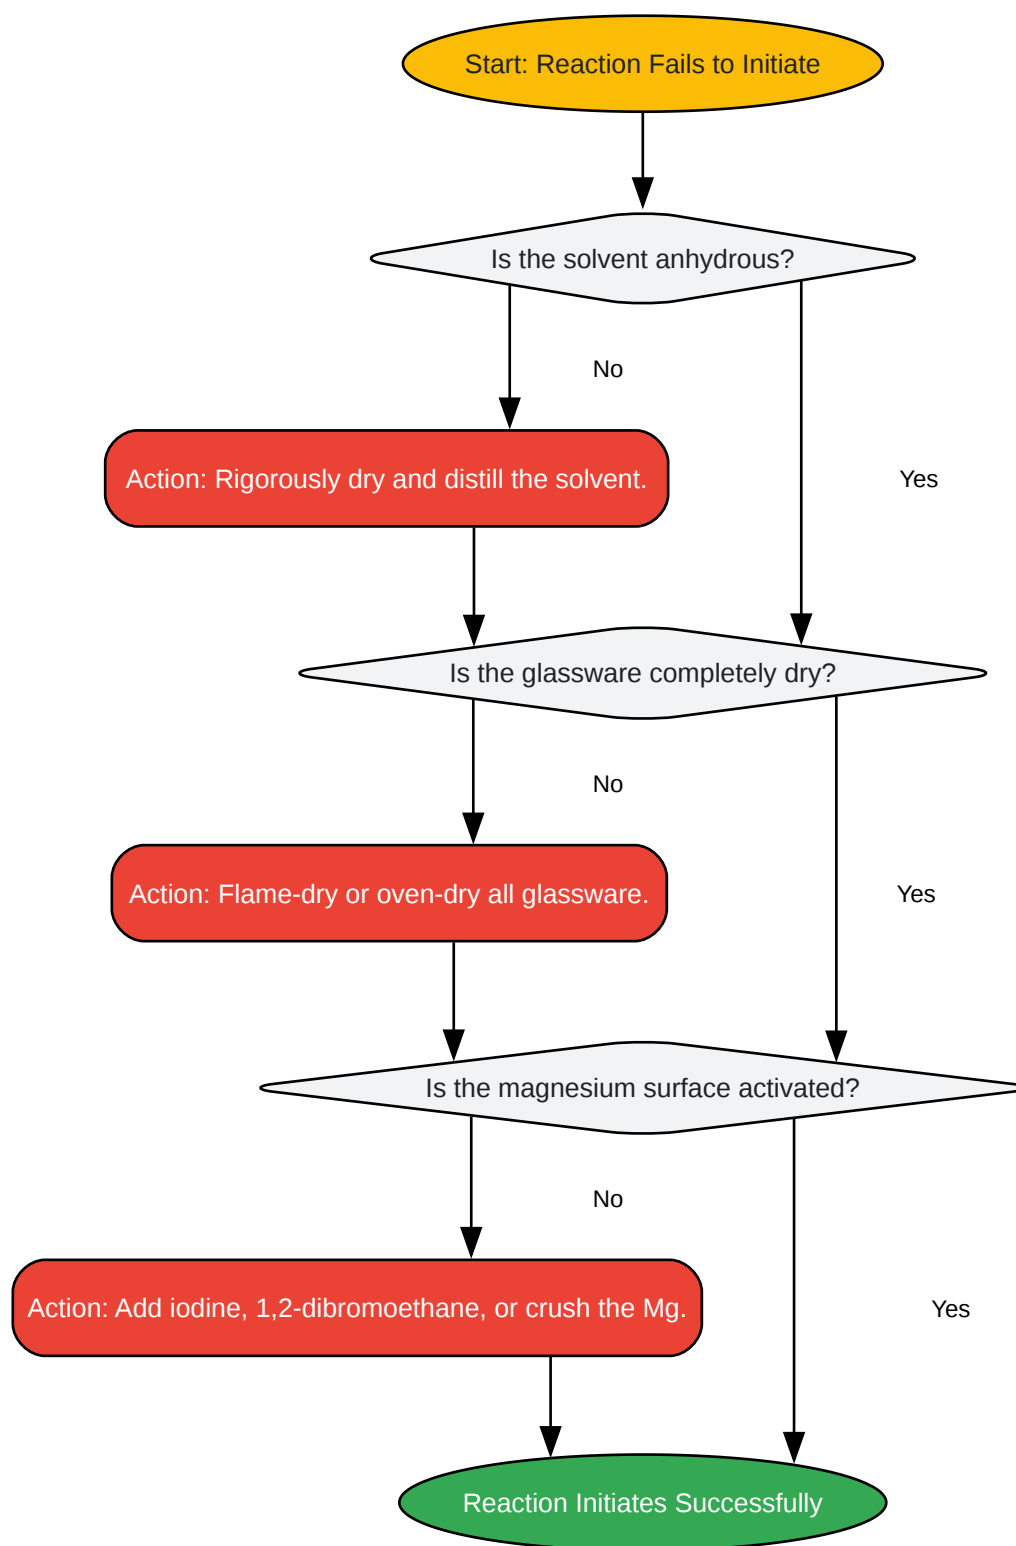 Start: Reaction Fails to Initiate
Is the solvent anhydrous?
No
Action: Rigorously dry and distill the solvent.
Yes
Is the glassware completely dry?
No
Action: Flame-dry or oven-dry all glassware.
Yes
Is the magnesium surface activated?
No
Action: Add iodine, 1,2-dibromoethane, or crush the Mg.
Yes
Reaction Initiates Successfully